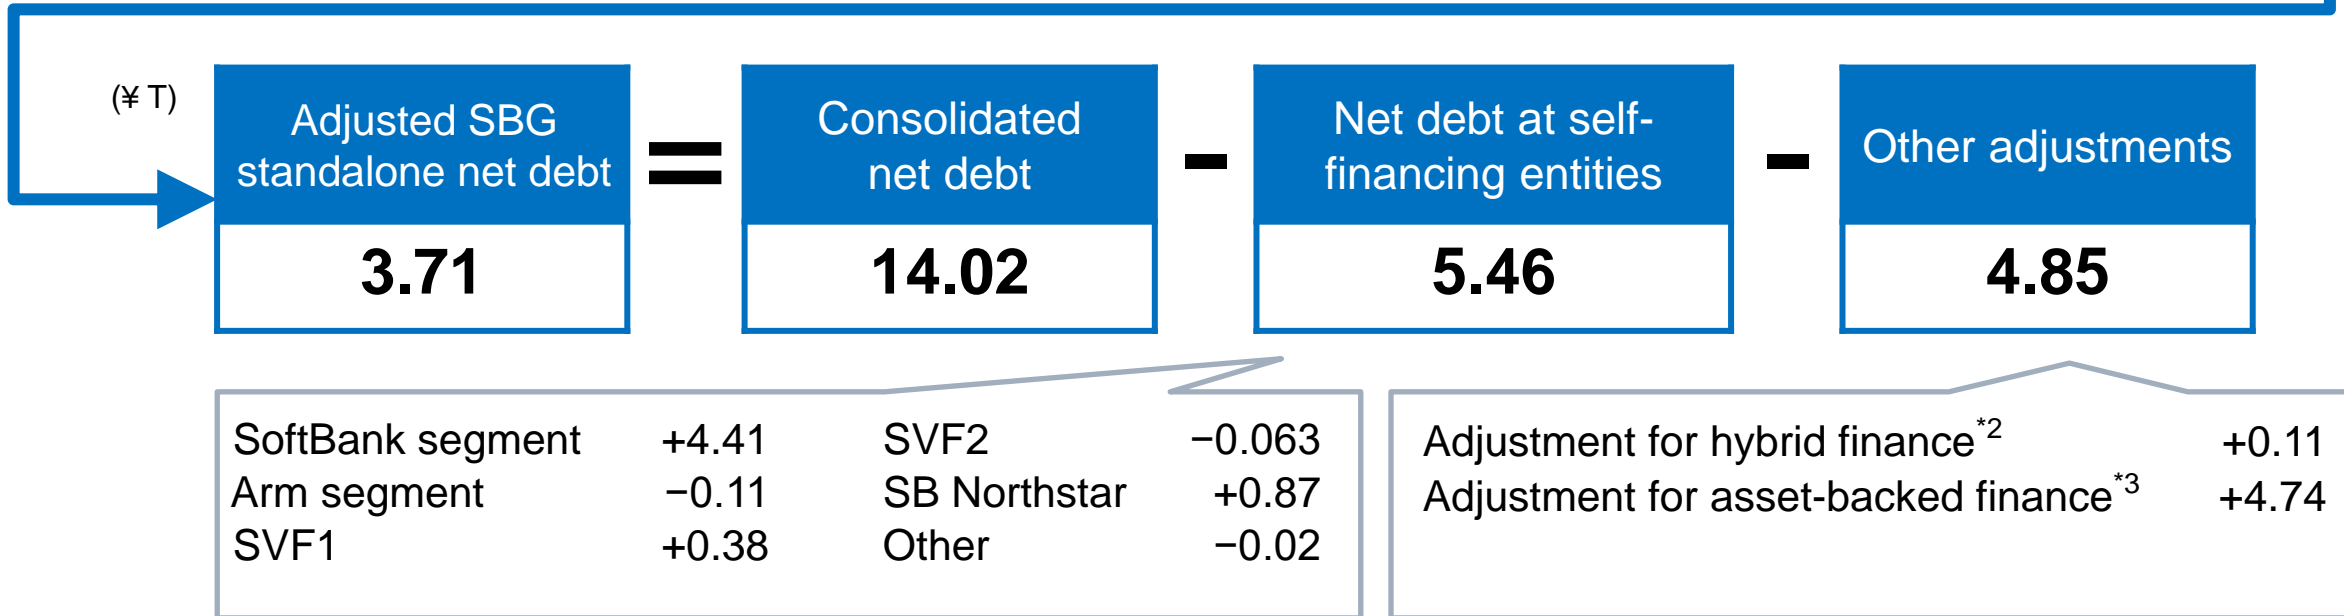 (¥ T)
Adjusted SBG
standalone net debt
=
Consolidated
net debt
-
Net debt at self-
financing entities
-
Other adjustments
3.71
14.02
5.46
4.85
SoftBank segment +4.41 SVF2 −0.063
Arm segment −0.11 SB Northstar +0.87
SVF1 +0.38 Other −0.02
Adjustment for hybrid finance*2 +0.11
Adjustment for asset-backed finance*3 +4.74